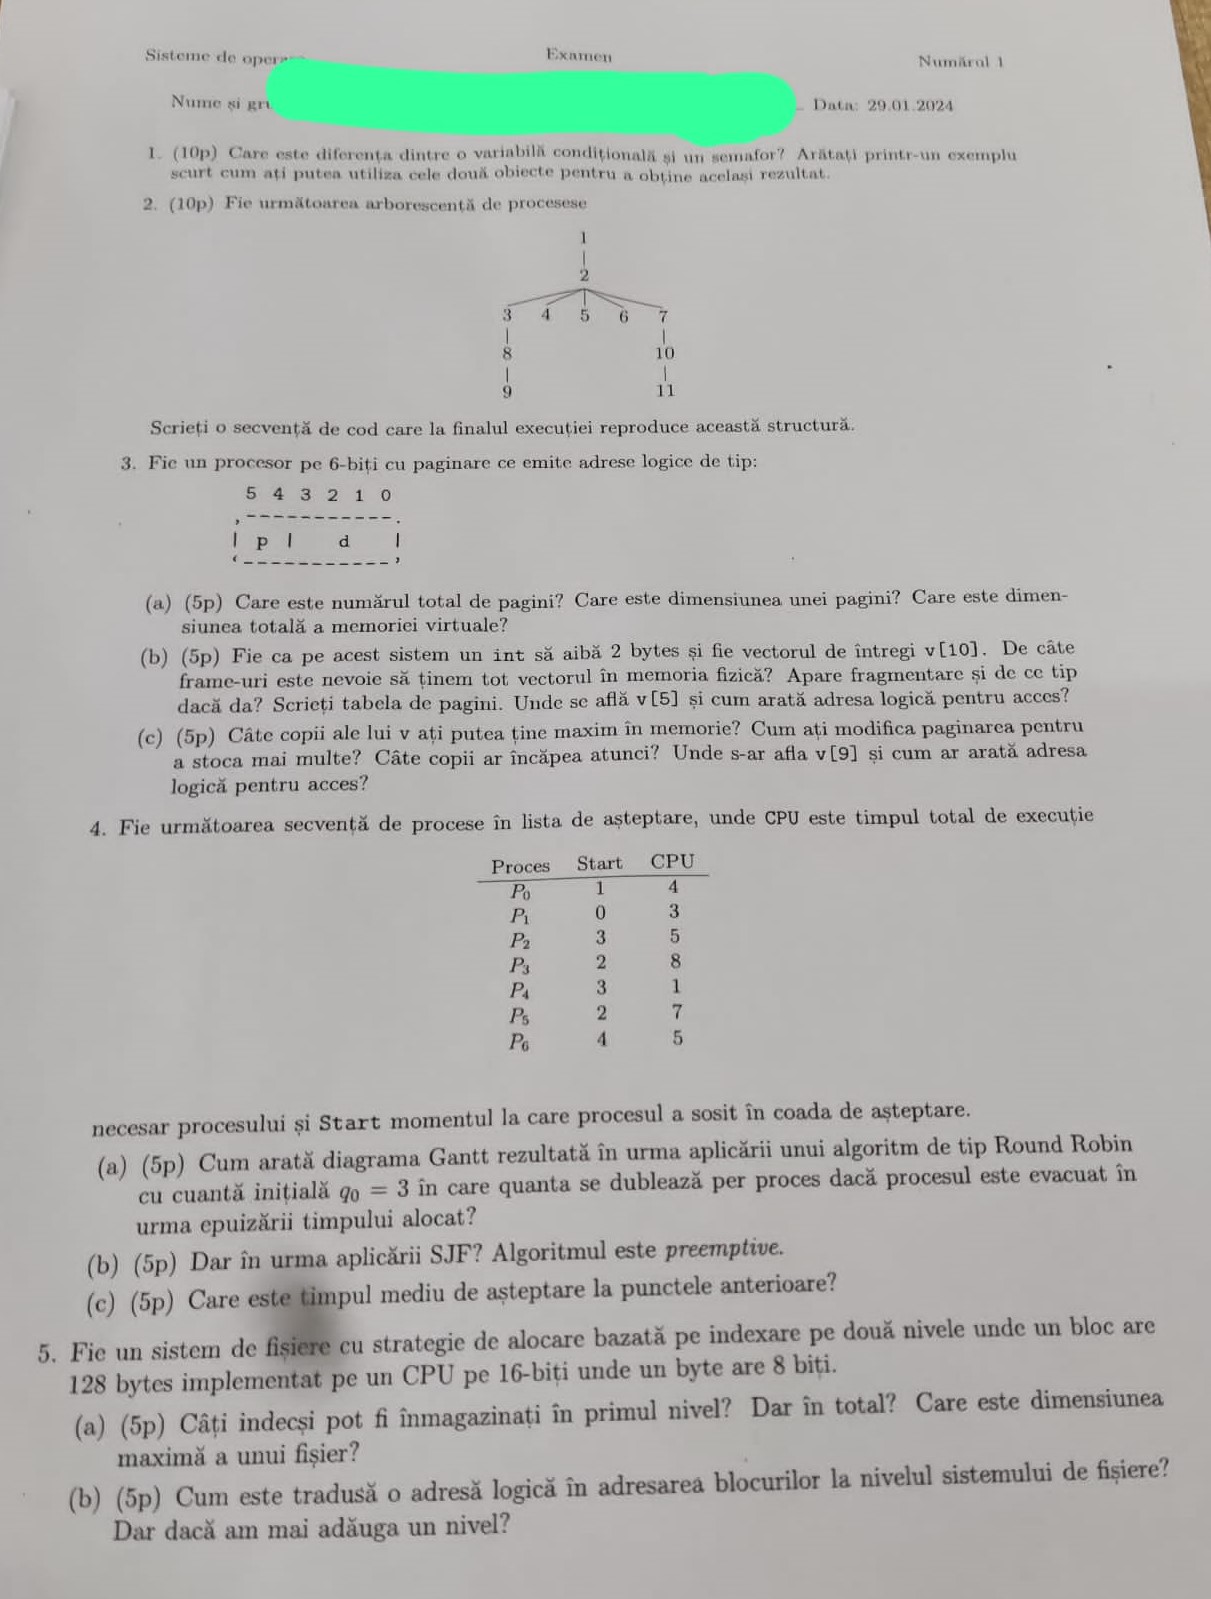 Sisteme de opera
Examen
Numărul 1
Nume și gru
Data: 29.01.2024
1. (10p) Care este diferența dintre o variabilă condițională și un semafor? Arătați printr-un exemplu
scurt cum ați putea utiliza cele două obiecte pentru a obține același rezultat.
2. (10p) Fie următoarea arborescență de procesese
1
2
3 4 5 6 7
8 10
9 11
Scrieți o secvență de cod care la finalul execuției reproduce această structură.
3. Fie un procesor pe 6-biți cu paginare ce emite adrese logice de tip:
5 4 3 2 1 0
,-----------.
| p | d |
‘-----------’
(a) (5p) Care este numărul total de pagini? Care este dimensiunea unei pagini? Care este dimen-
siunea totală a memoriei virtuale?
(b) (5p) Fie ca pe acest sistem un int să aibă 2 bytes și fie vectorul de întregi v[10]. De câte
frame-uri este nevoie să ținem tot vectorul în memoria fizică? Apare fragmentare și de ce tip
dacă da? Scrieți tabela de pagini. Unde se află v[5] și cum arată adresa logică pentru acces?
(c) (5p) Câte copii ale lui v ați putea ține maxim în memorie? Cum ați modifica paginarea pentru
a stoca mai multe? Câte copii ar încăpea atunci? Unde s-ar afla v[9] și cum ar arată adresa
logică pentru acces?
4. Fie următoarea secvență de procese în lista de așteptare, unde CPU este timpul total de execuție
Proces Start CPU
P0 1 4
P1 0 3
P2 3 5
P3 2 8
P4 3 1
P5 2 7
P6 4 5
necesar procesului și Start momentul la care procesul a sosit în coada de așteptare.
(a) (5p) Cum arată diagrama Gantt rezultată în urma aplicării unui algoritm de tip Round Robin
cu cuantă inițială q0 = 3 în care quanta se dublează per proces dacă procesul este evacuat în
urma epuizării timpului alocat?
(b) (5p) Dar în urma aplicării SJF? Algoritmul este preemptive.
(c) (5p) Care este timpul mediu de așteptare la punctele anterioare?
5. Fie un sistem de fișiere cu strategie de alocare bazată pe indexare pe două nivele unde un bloc are
128 bytes implementat pe un CPU pe 16-biți unde un byte are 8 biți.
(a) (5p) Câți indecși pot fi înmagazinați în primul nivel? Dar în total? Care este dimensiunea
maximă a unui fișier?
(b) (5p) Cum este tradusă o adresă logică în adresarea blocurilor la nivelul sistemului de fișiere?
Dar dacă am mai adăuga un nivel?